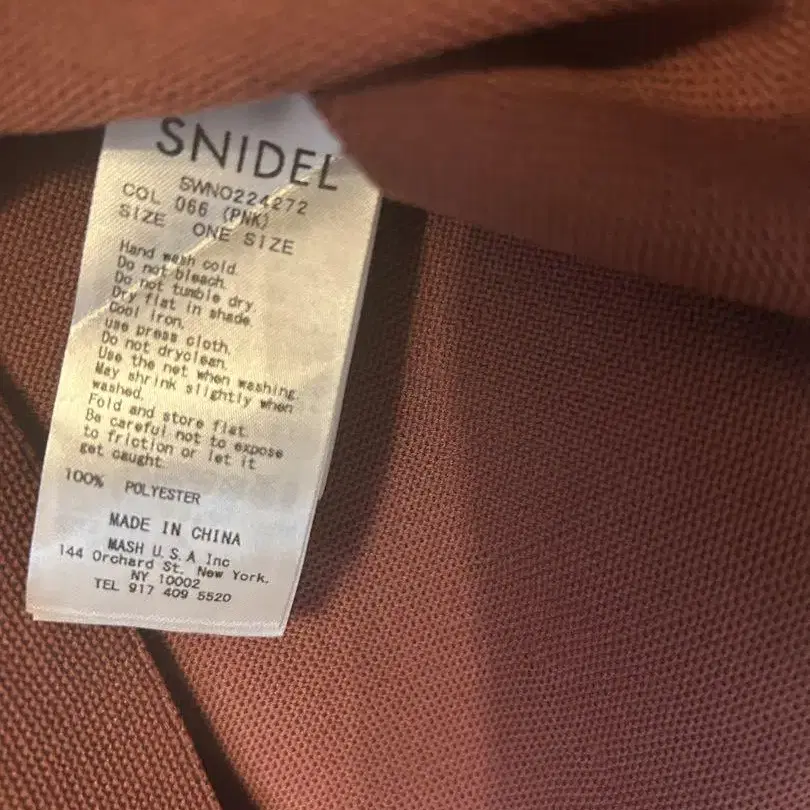 SNIDEL
SWNO224272
COL 066 (PNK)
SIZE ONE SIZE
Hand wash cold.
Do not bleach.
Do not tumble dry.
Dry flat in shade.
Cool iron.
use press cloth.
Do not dryclean.
Use the net when washing.
May shrink slightly when
washed.
Fold and store flat.
Be careful not to expose
to friction or let it
get caught.
100% POLYESTER
MADE IN CHINA
MASH U.S.A Inc
144 Orchard St. New York.
NY 10002
TEL 917 409 5520